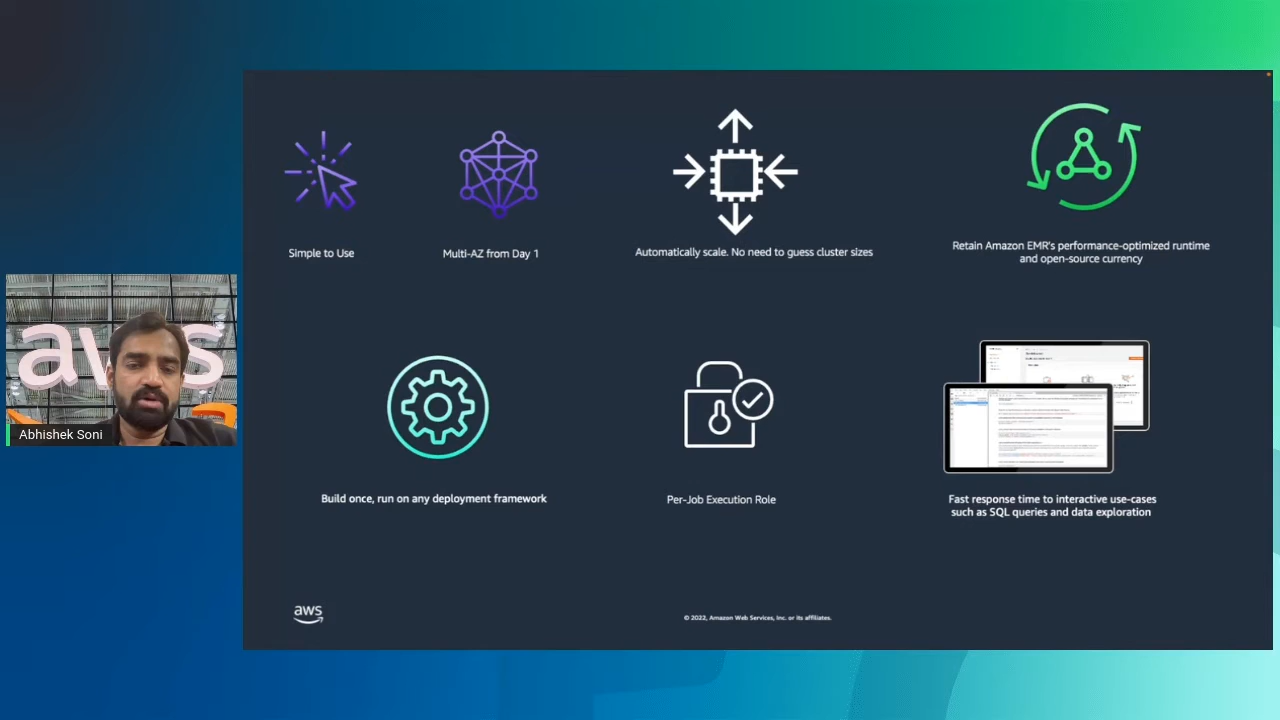 Simple to Use
Multi-AZ from Day 1
Automatically scale. No need to guess cluster sizes
Retain Amazon EMR's performance-optimized runtime
and open-source currency
aws
Abhishek Soni
Build once, run on any deployment framework
Per-Job Execution Role
Fast response time to interactive use-cases
such as SQL queries and data exploration
aws
© 2022, Amazon Web Services, Inc. or its affiliates.